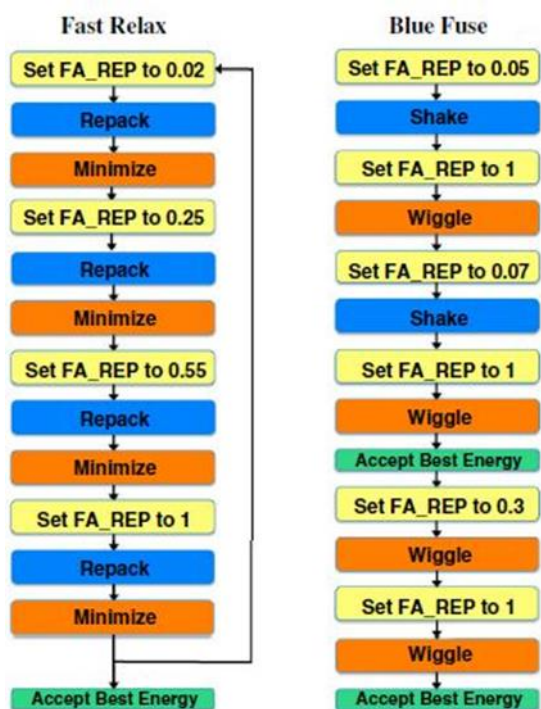 Fast Relax
Set FA_REP to 0.02
Repack
Minimize
Set FA_REP to 0.25
Repack
Minimize
Set FA_REP to 0.55
Repack
Minimize
Set FA_REP to 1
Repack
Minimize
Accept Best Energy
Blue Fuse
Set FA_REP to 0.05
Shake
Set FA_REP to 1
Wiggle
Set FA_REP to 0.07
Shake
Set FA_REP to 1
Wiggle
Accept Best Energy
Set FA_REP to 0.3
Wiggle
Set FA_REP to 1
Wiggle
Accept Best Energy